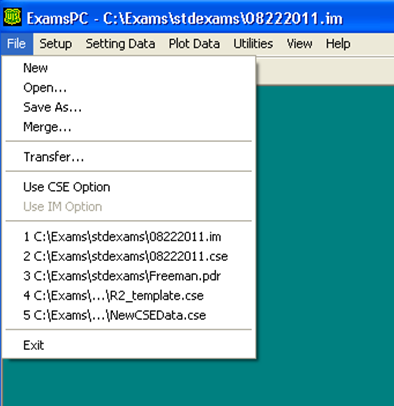 ExamsPC - C:\Exams\stdexams\08222011.im
File Setup Setting Data Plot Data Utilities View Help
New
Open...
Save As...
Merge...
Transfer...
Use CSE Option
Use IM Option
1 C:\Exams\stdexams\08222011.im
2 C:\Exams\stdexams\08222011.cse
3 C:\Exams\stdexams\Freeman.pdr
4 C:\Exams\...\R2_template.cse
5 C:\Exams\...\NewCSEData.cse
Exit